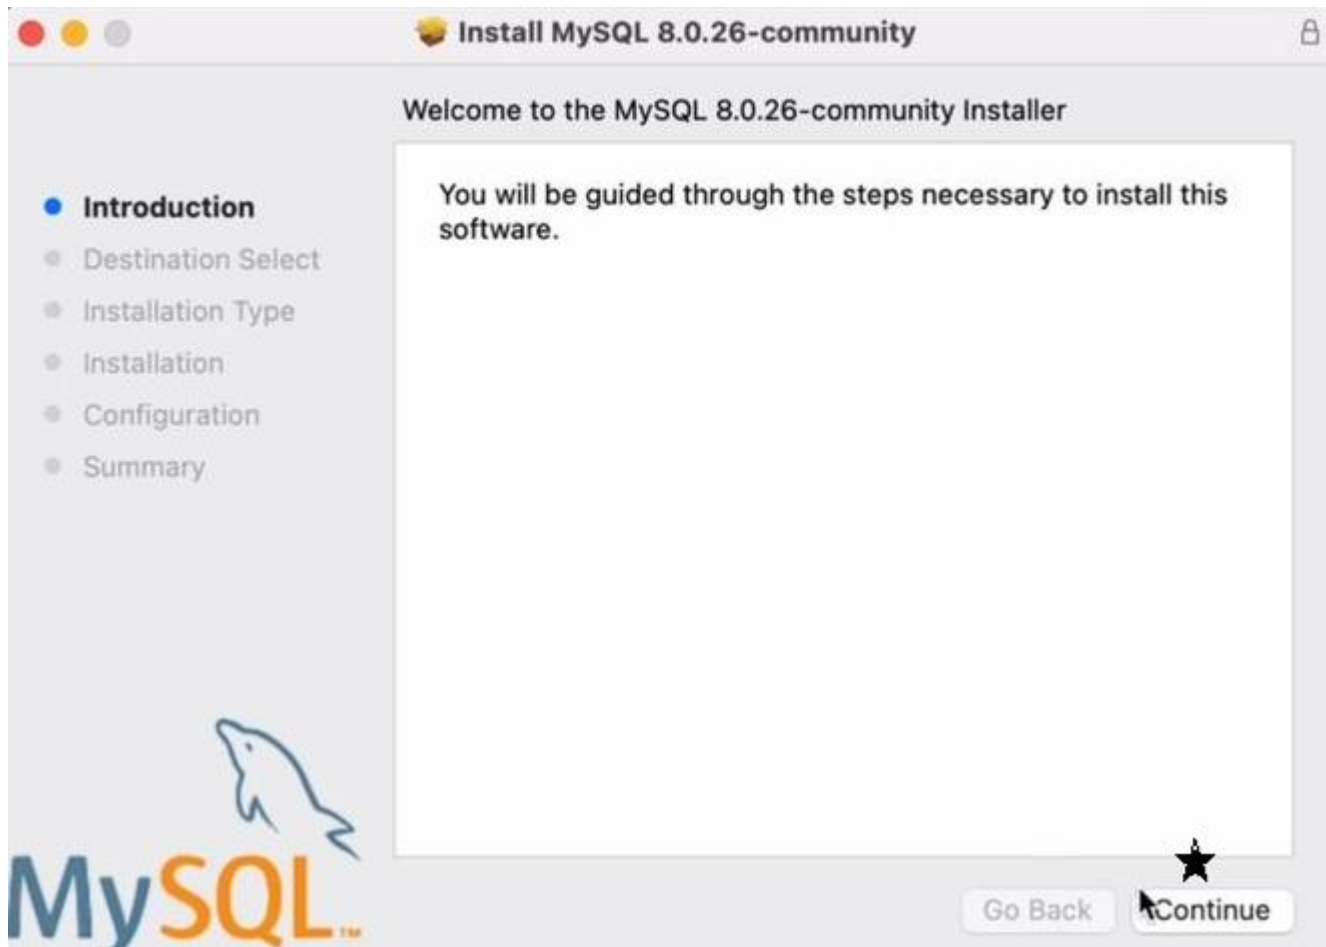 Install MySQL 8.0.26-community
Welcome to the MySQL 8.0.26-community Installer
Introduction
Destination Select
Installation Type
Installation
Configuration
Summary
You will be guided through the steps necessary to install this
software.
MySQL™
Go Back
Continue